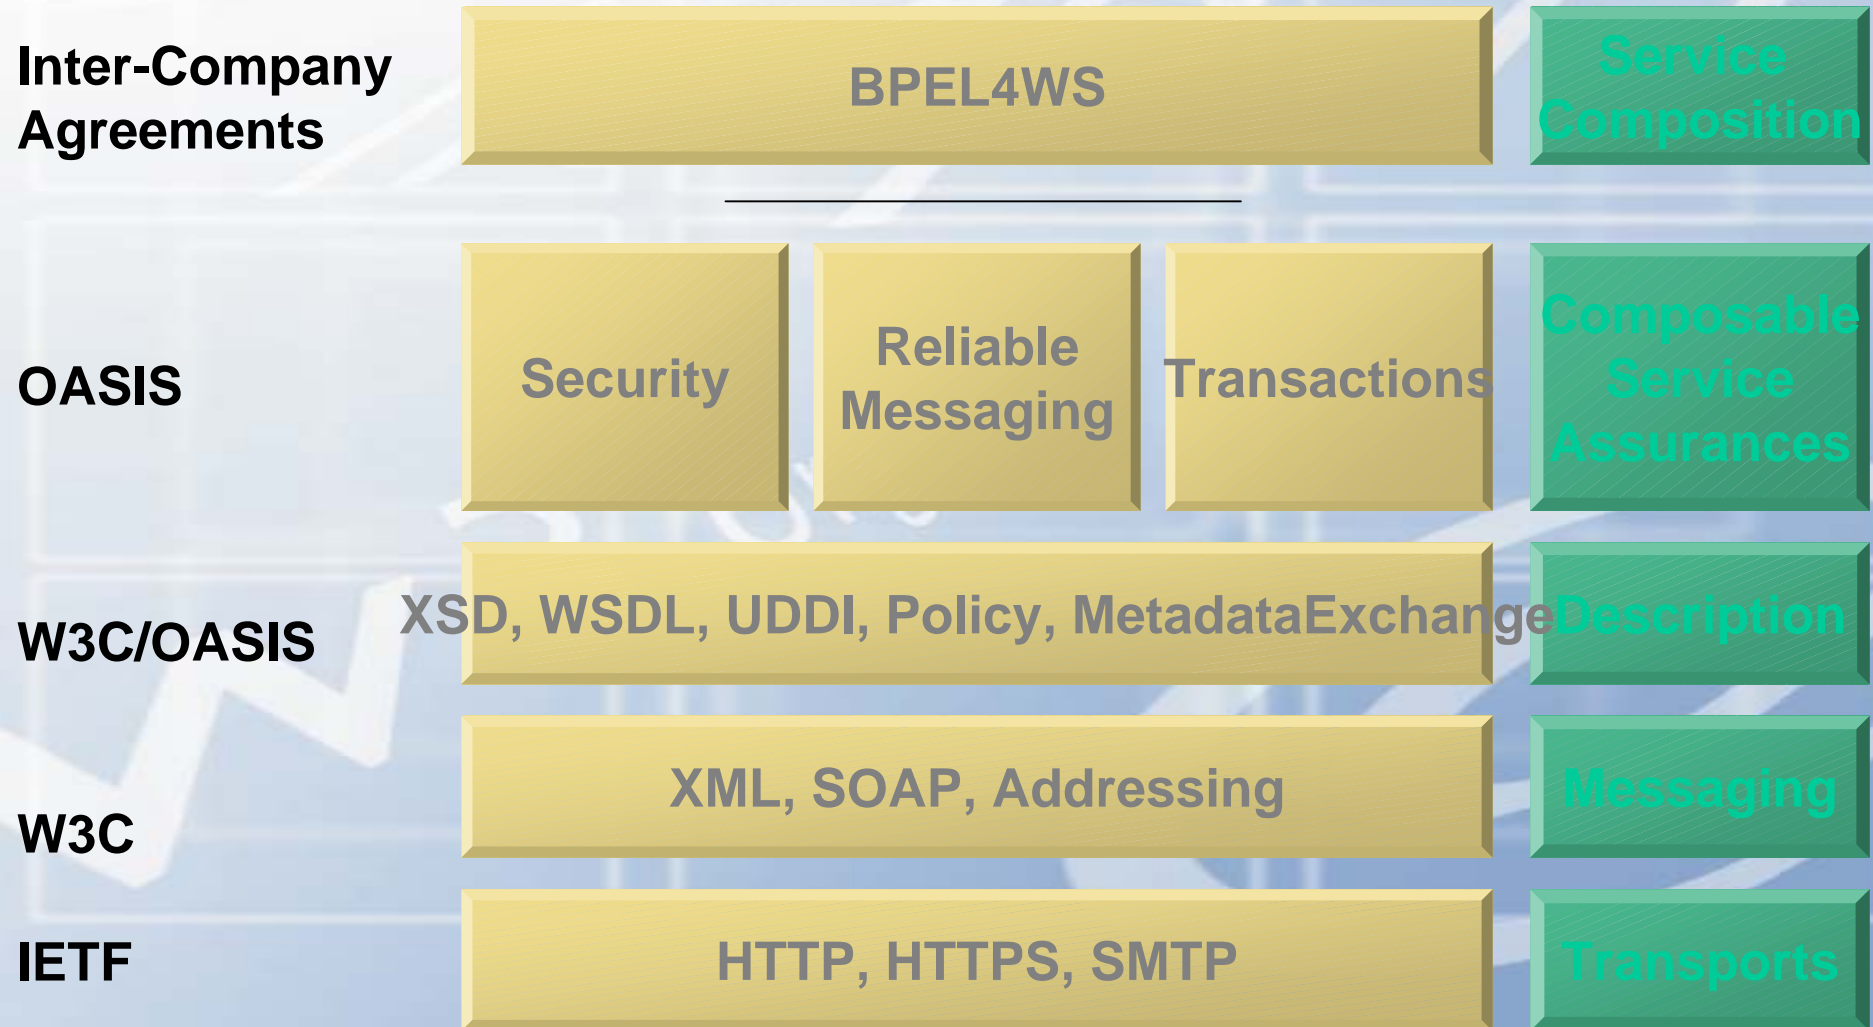 Inter-Company
Agreements
BPEL4WS
Service
Composition
OASIS
Security
Reliable
Messaging
Transactions
Composable
Service
Assurances
W3C/OASIS
XSD, WSDL, UDDI, Policy, MetadataExchange
Description
W3C
XML, SOAP, Addressing
Messaging
IETF
HTTP, HTTPS, SMTP
Transports